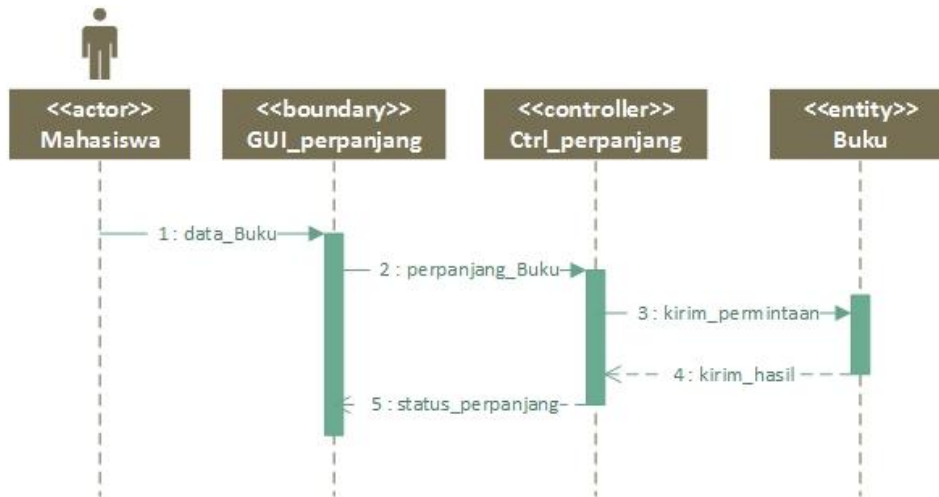 <<actor>>
Mahasiswa
<<boundary>>
GUI_perpanjang
<<controller>>
Ctrl_perpanjang
<<entity>>
Buku
1 : data_Buku
2 : perpanjang_Buku
3 : kirim_permintaan
4 : kirim_hasil
5 : status_perpanjang